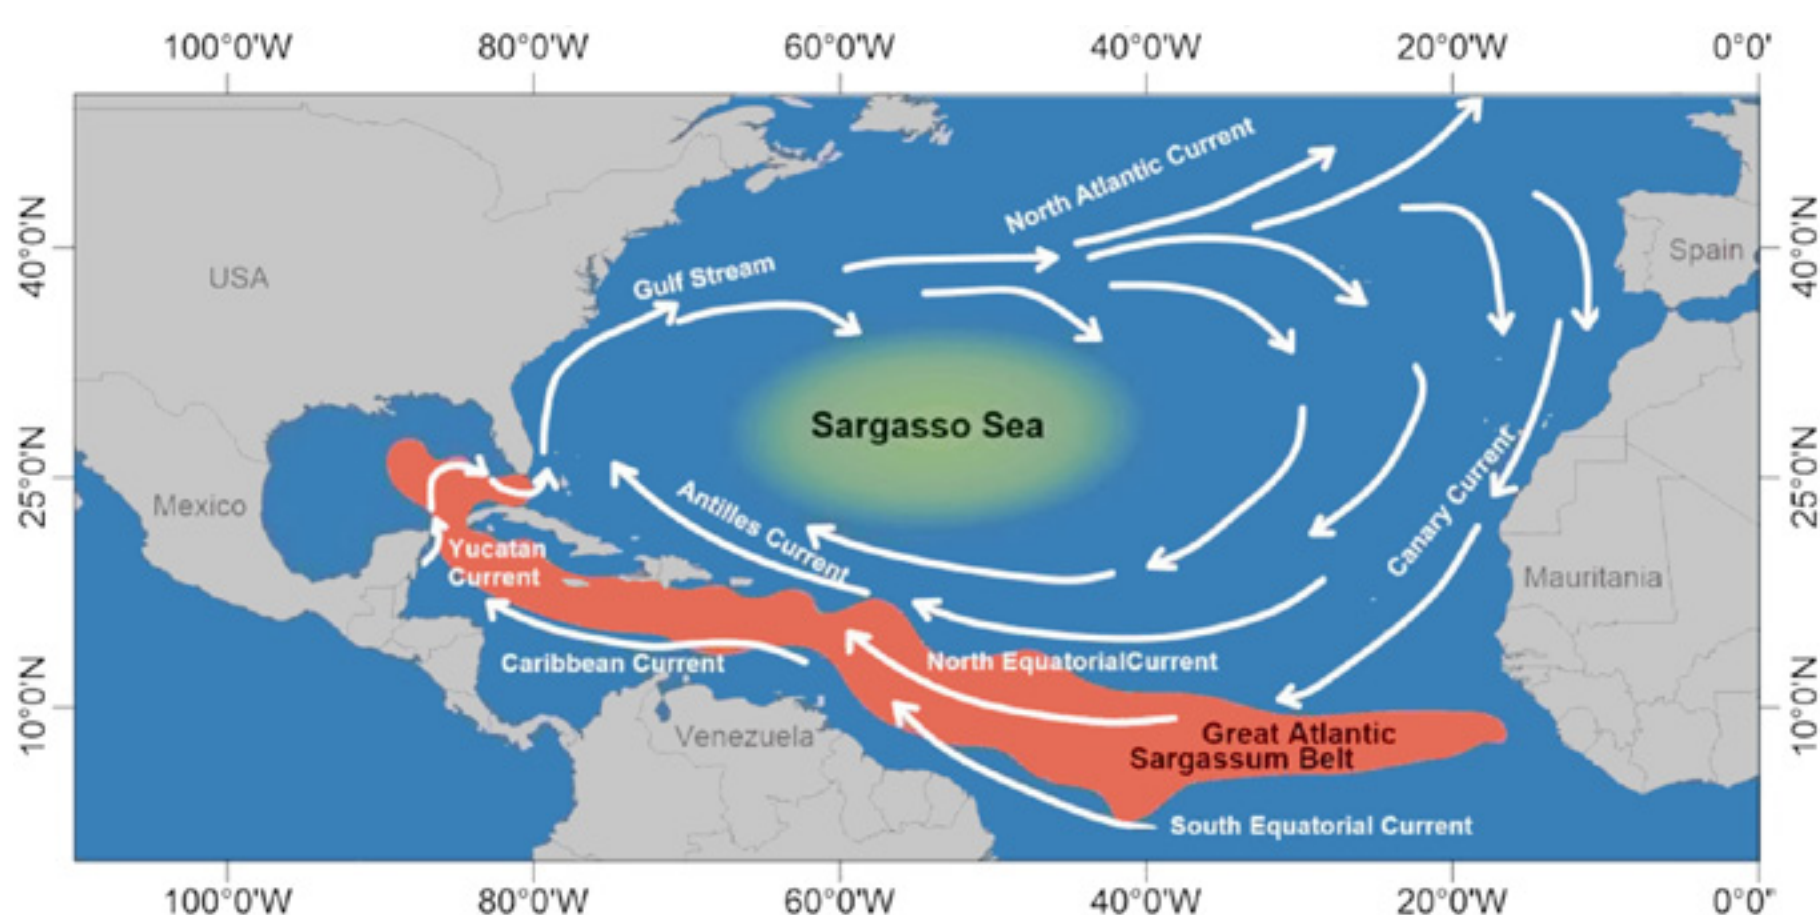 100°0'W 80°0'W 60°0'W 40°0'W 20°0'W 0°0'
North Atlantic Current
40°0'N
40°0'N
Spain
USA
Gulf Stream
Sargasso Sea
25°0'N
25°0'N
Mexico
Antilles Current
Canary Current
Yucatan
Current
Mauritania
Caribbean Current
North EquatorialCurrent
10°0'N
10°0'N
Venezuela
Great Atlantic
Sargassum Belt
South Equatorial Current
100°0'W 80°0'W 60°0'W 40°0'W 20°0'W 0°0'